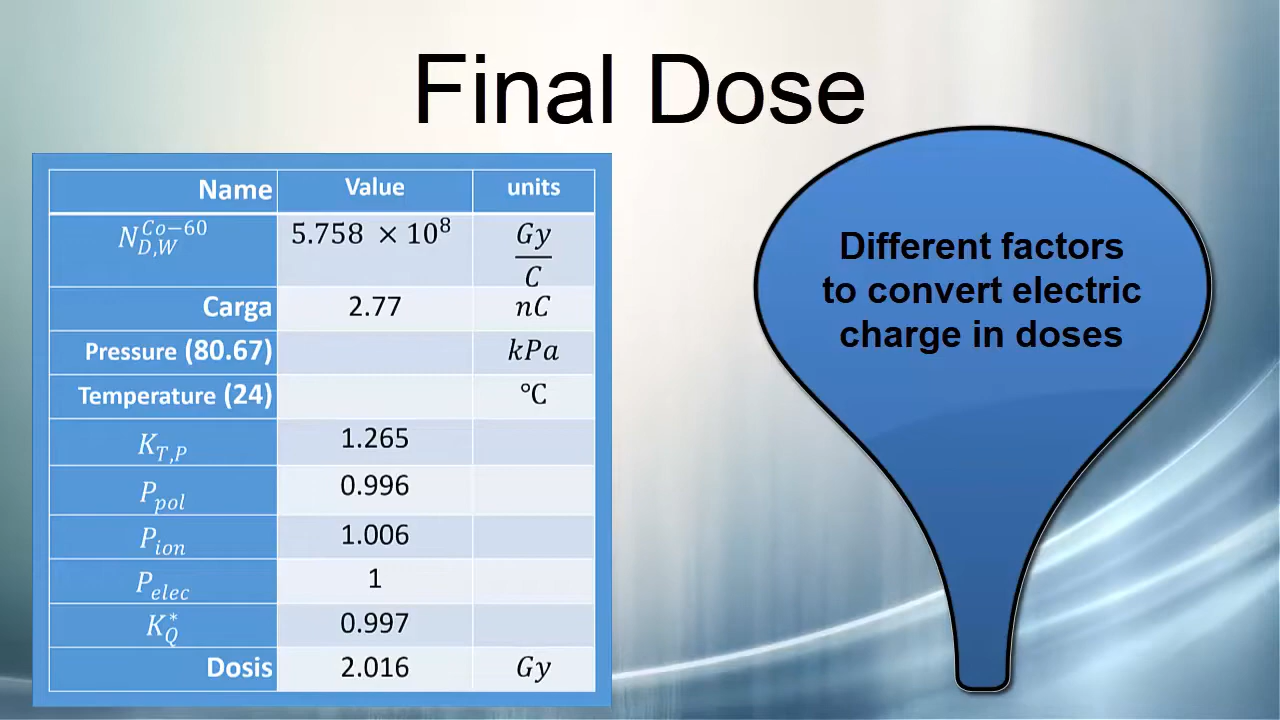 Final Dose
Name Value units
N_{D,W}^{Co−60} 5.758 × 10^8 Gy/C
Carga 2.77 nC
Pressure (80.67) kPa
Temperature (24) °C
K_{T,P} 1.265
P_{pol} 0.996
P_{ion} 1.006
P_{elec} 1
K_Q^* 0.997
Dosis 2.016 Gy
Different factors
to convert electric
charge in doses